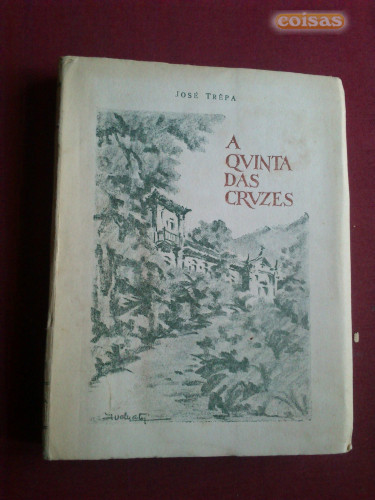 coisas
JOSÉ TRÊPA
A
QVINTA
DAS
CRVZES